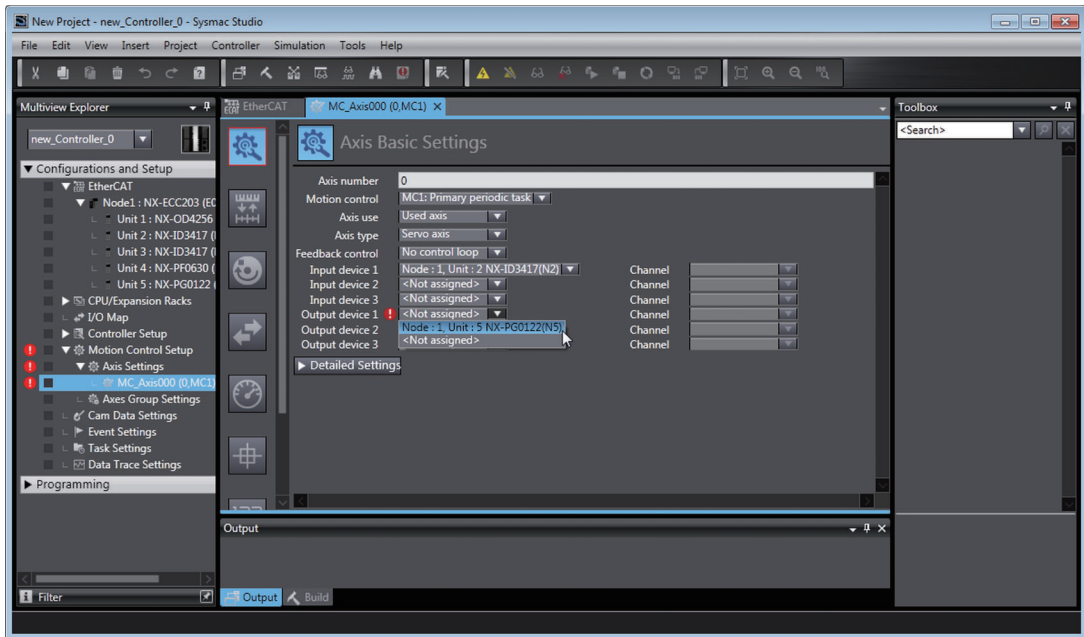 New Project - new_Controller_0 - Sysmac Studio
File Edit View Insert Project Controller Simulation Tools Help
Multiview Explorer
new_Controller_0
Configurations and Setup
EtherCAT
Node1 : NX-ECC203 (E0
Unit 1 : NX-OD4256
Unit 2 : NX-ID3417 (
Unit 3 : NX-ID3417 (
Unit 4 : NX-PF0630 (
Unit 5 : NX-PG0122 (
CPU/Expansion Racks
I/O Map
Controller Setup
Motion Control Setup
Axis Settings
MC_Axis000 (0,MC1)
Axes Group Settings
Cam Data Settings
Event Settings
Task Settings
Data Trace Settings
Programming
Filter
EtherCAT
MC_Axis000 (0,MC1)
Axis Basic Settings
Axis number 0
Motion control MC1: Primary periodic task
Axis use Used axis
Axis type Servo axis
Feedback control No control loop
Input device 1 Node : 1, Unit : 2 NX-ID3417(N2) Channel
Input device 2 <Not assigned> Channel
Input device 3 <Not assigned> Channel
Output device 1 <Not assigned> Channel
Output device 2 Node : 1, Unit : 5 NX-PG0122(N5) Channel
Output device 3 <Not assigned> Channel
Detailed Settings
Output
Output Build
Toolbox
<Search>